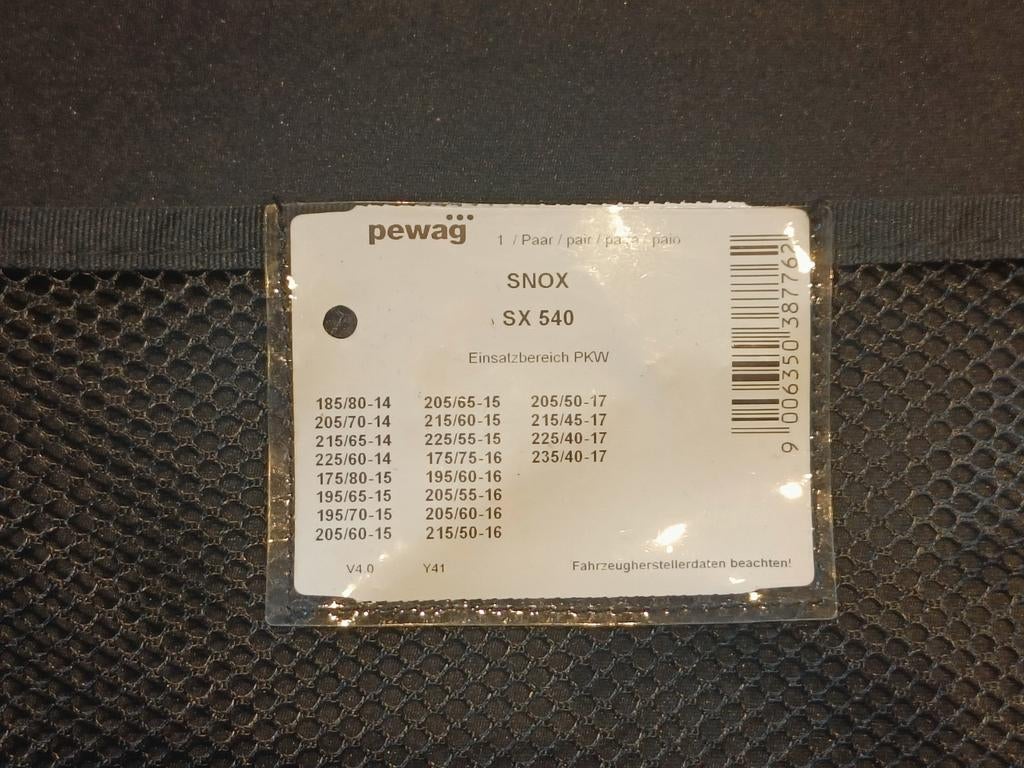 pewag
1 / Paar / pair / paio
SNOX
SX 540
Einsatzbereich PKW
185/80-14 205/65-15 205/50-17
205/70-14 215/60-15 215/45-17
215/65-14 225/55-15 225/40-17
225/60-14 175/75-16 235/40-17
175/80-15 195/60-16
195/65-15 205/55-16
195/70-15 205/60-16
205/60-15 215/50-16
V4.0 Y41 Fahrzeugherstellerdaten beachten!
9 006350 387762